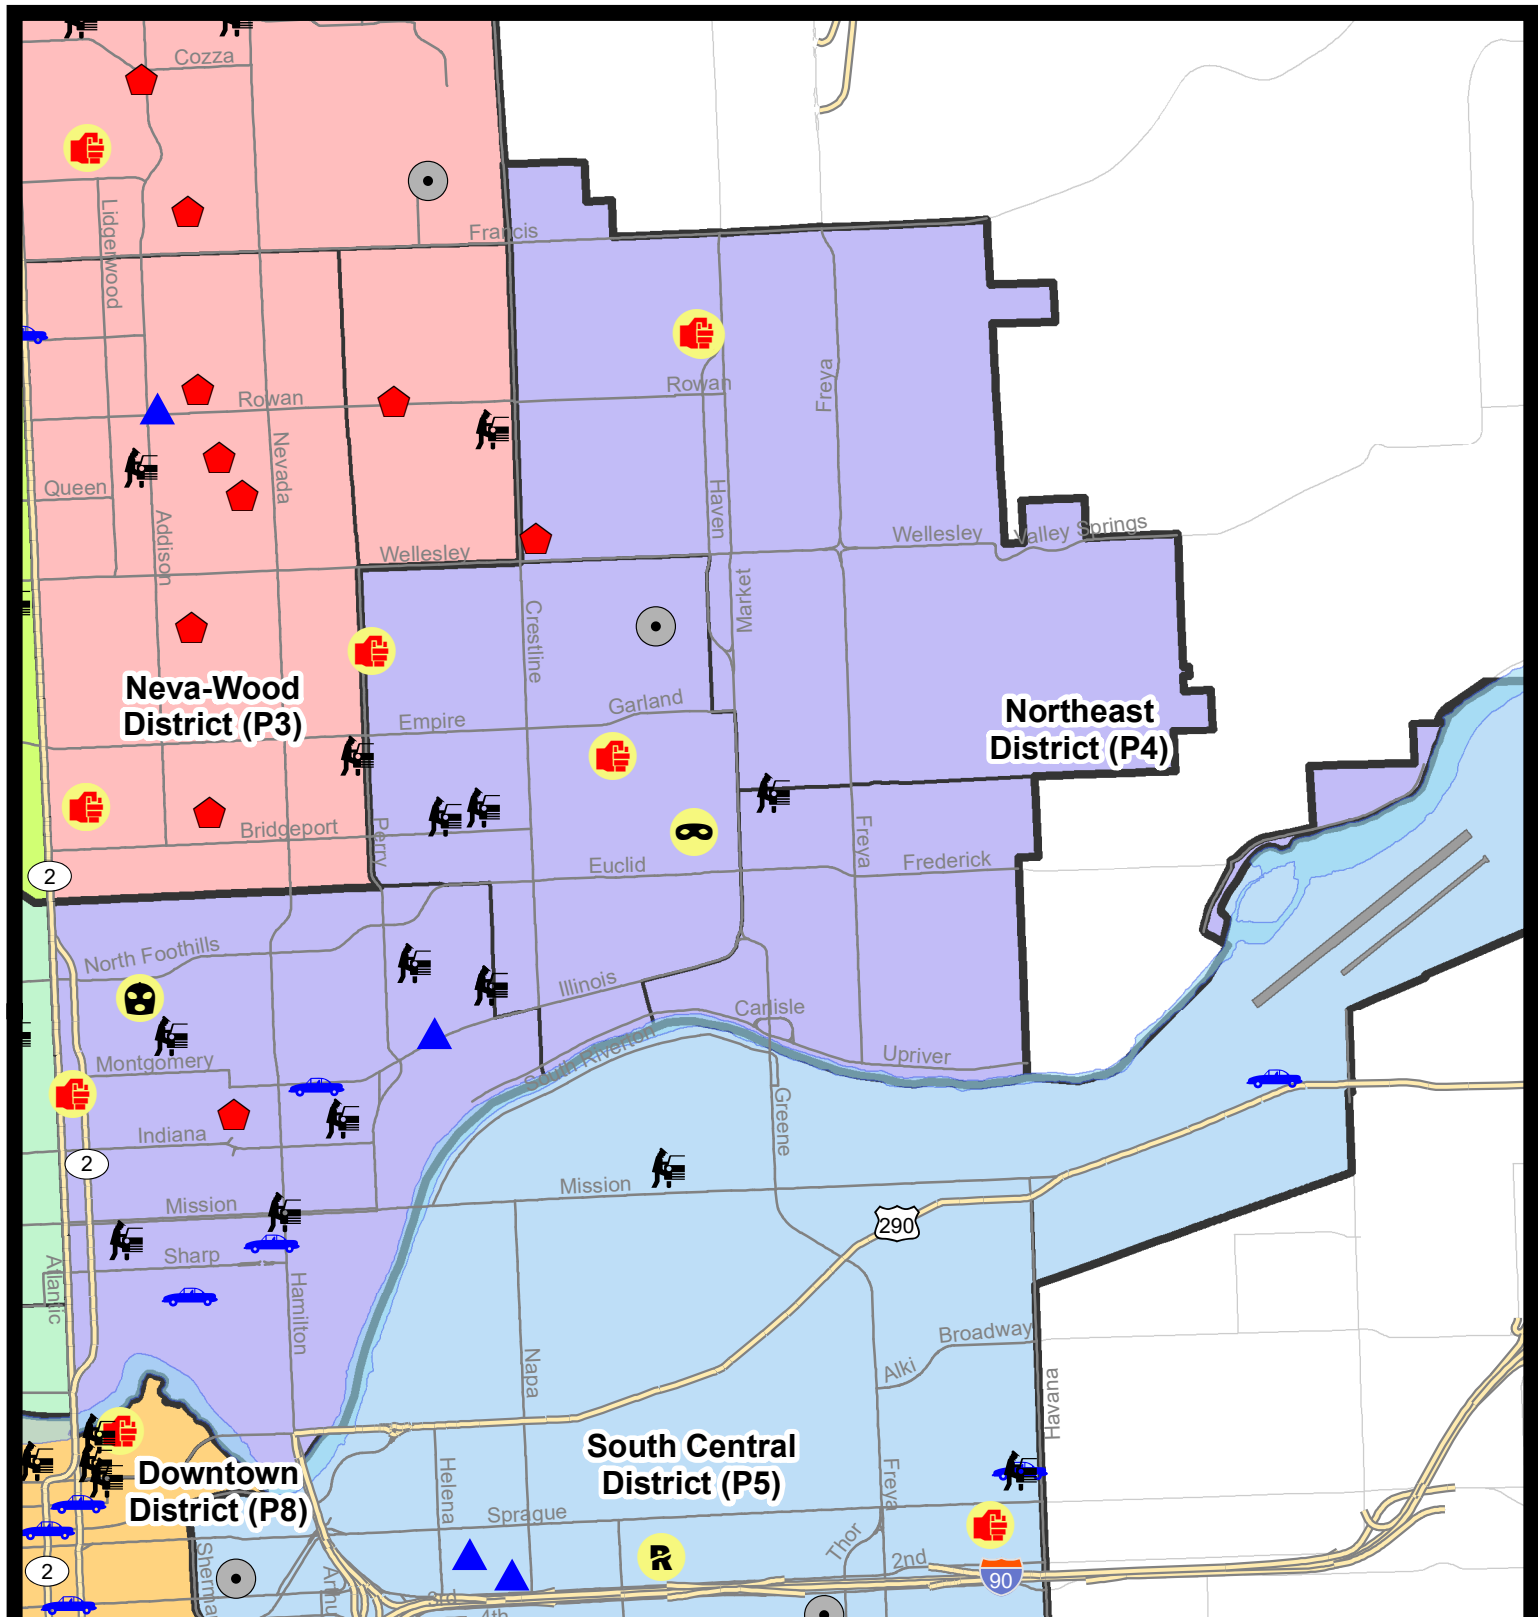 Cozza
Lidgerwood
Francis
Rowan
Rowan
Freya
Nevada
Queen
Haven
Addison
Wellesley
Wellesley
Valley Springs
Market
Crestline
Neva-Wood
District (P3)
Garland
Empire
Northeast
District (P4)
Bridgeport
Perry
Freya
Euclid
Frederick
2
North Foothills
Illinois
Carlisle
South Riverton
Upriver
Montgomery
Greene
Indiana
2
Mission
Mission
290
Sharp
Atlantic
Hamilton
Napa
Broadway
Alki
Havana
South Central
District (P5)
Downtown
District (P8)
Helena
Freya
Sprague
R
Thor
2nd
2
90
3rd
4th